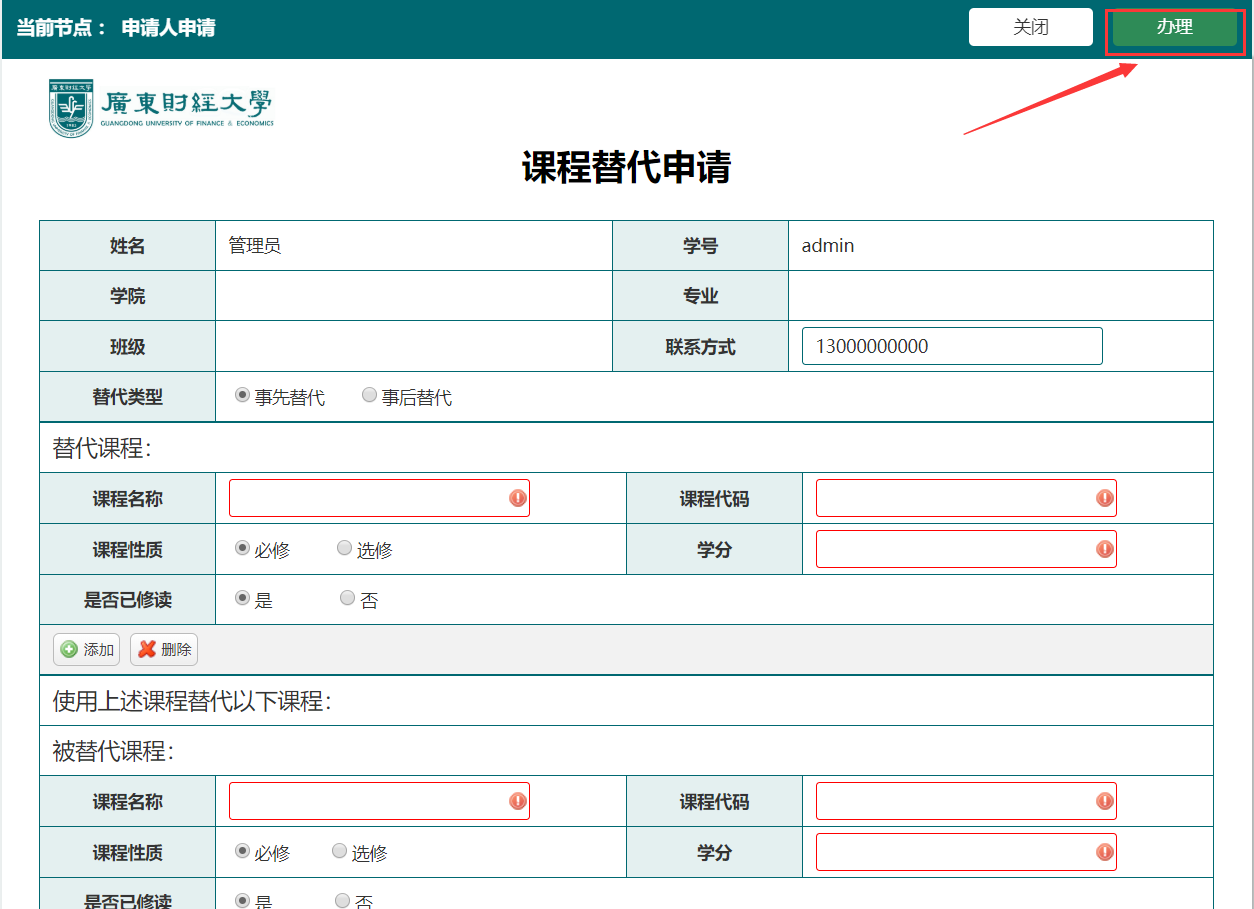 当前节点： 申请人申请
关闭
办理
廣東財經大學
GUANGDONG UNIVERSITY OF FINANCE & ECONOMICS
课程替代申请
姓名 管理员 学号 admin
学院 专业
班级 联系方式 13000000000
替代类型 事先替代 事后替代
替代课程：
课程名称 课程代码
课程性质 必修 选修 学分
是否已修读 是 否
添加 删除
使用上述课程替代以下课程：
被替代课程：
课程名称 课程代码
课程性质 必修 选修 学分
是否已修读 是 否